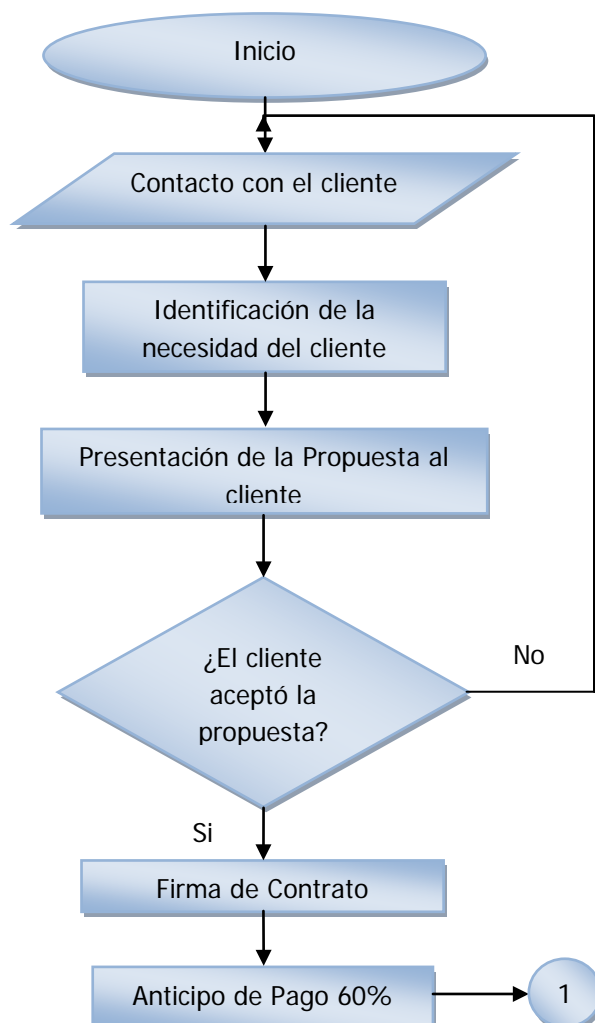 Inicio
Contacto con el cliente
Identificación de la
necesidad del cliente
Presentación de la Propuesta al
cliente
¿El cliente
aceptó la
propuesta?
No
Si
Firma de Contrato
Anticipo de Pago 60%
1